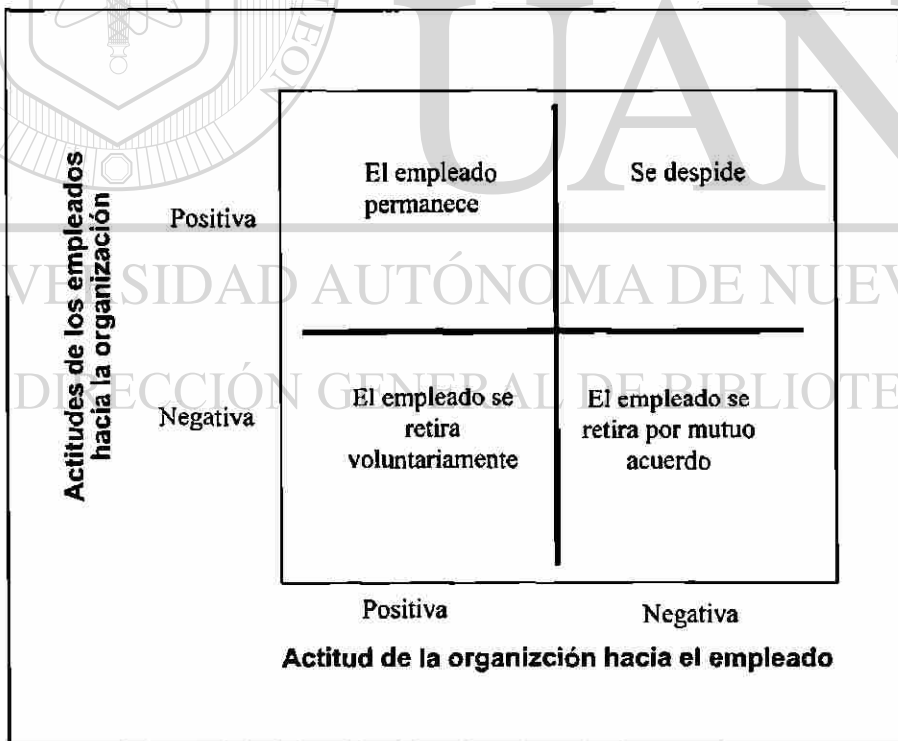 LEON
UAN
VERSIDAD AUTÓNOMA DE NUEV
DIRECCIÓN GENERAL DE BIBLIOTE
Actitudes de los empleados
hacia la organización
Positiva
Negativa
El empleado
permanece
Se despide
El empleado se
retira
voluntariamente
El empleado se
retira por mutuo
acuerdo
Positiva
Negativa
Actitud de la organizción hacia el empleado